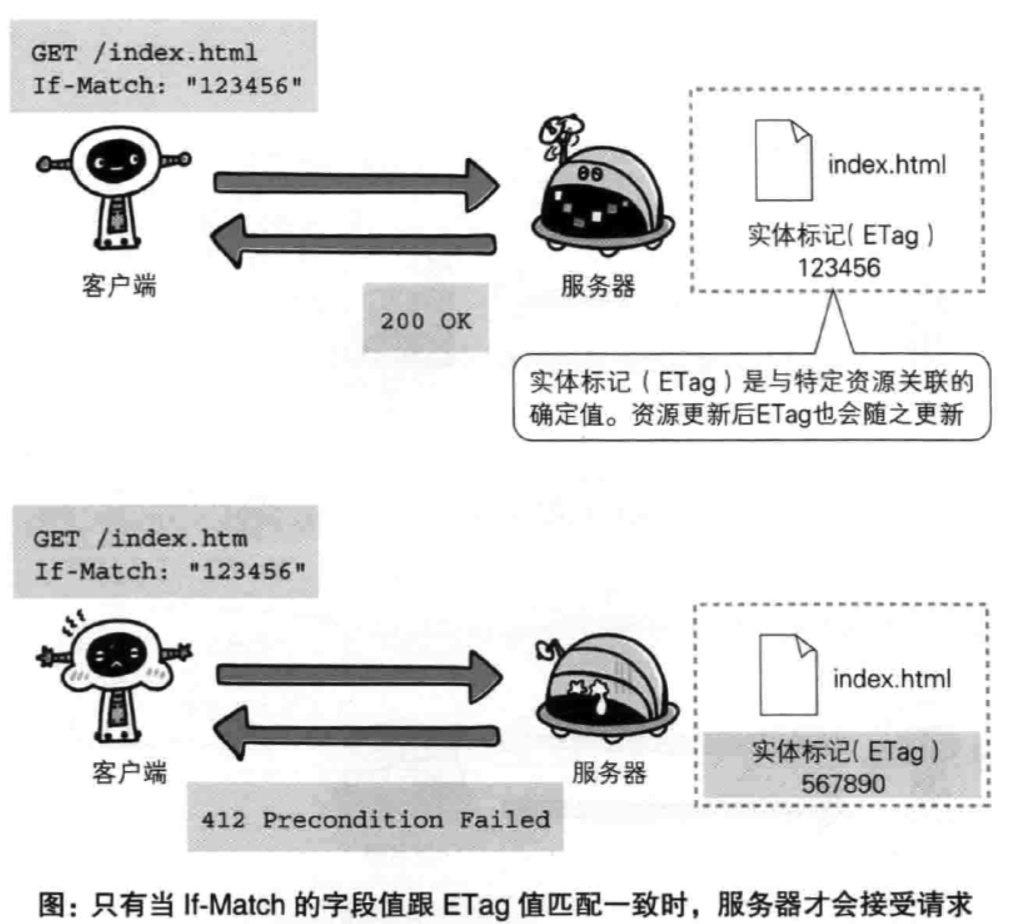 GET /index.html
If-Match: "123456"
index.html
实体标记( ETag )
123456
客户端
服务器
200 OK
实体标记（ETag）是与特定资源关联的
确定值。资源更新后ETag也会随之更新
GET /index.htm
If-Match: "123456"
index.html
实体标记( ETag )
567890
客户端
服务器
412 Precondition Failed
图：只有当 If-Match 的字段值跟 ETag 值匹配一致时，服务器才会接受请求